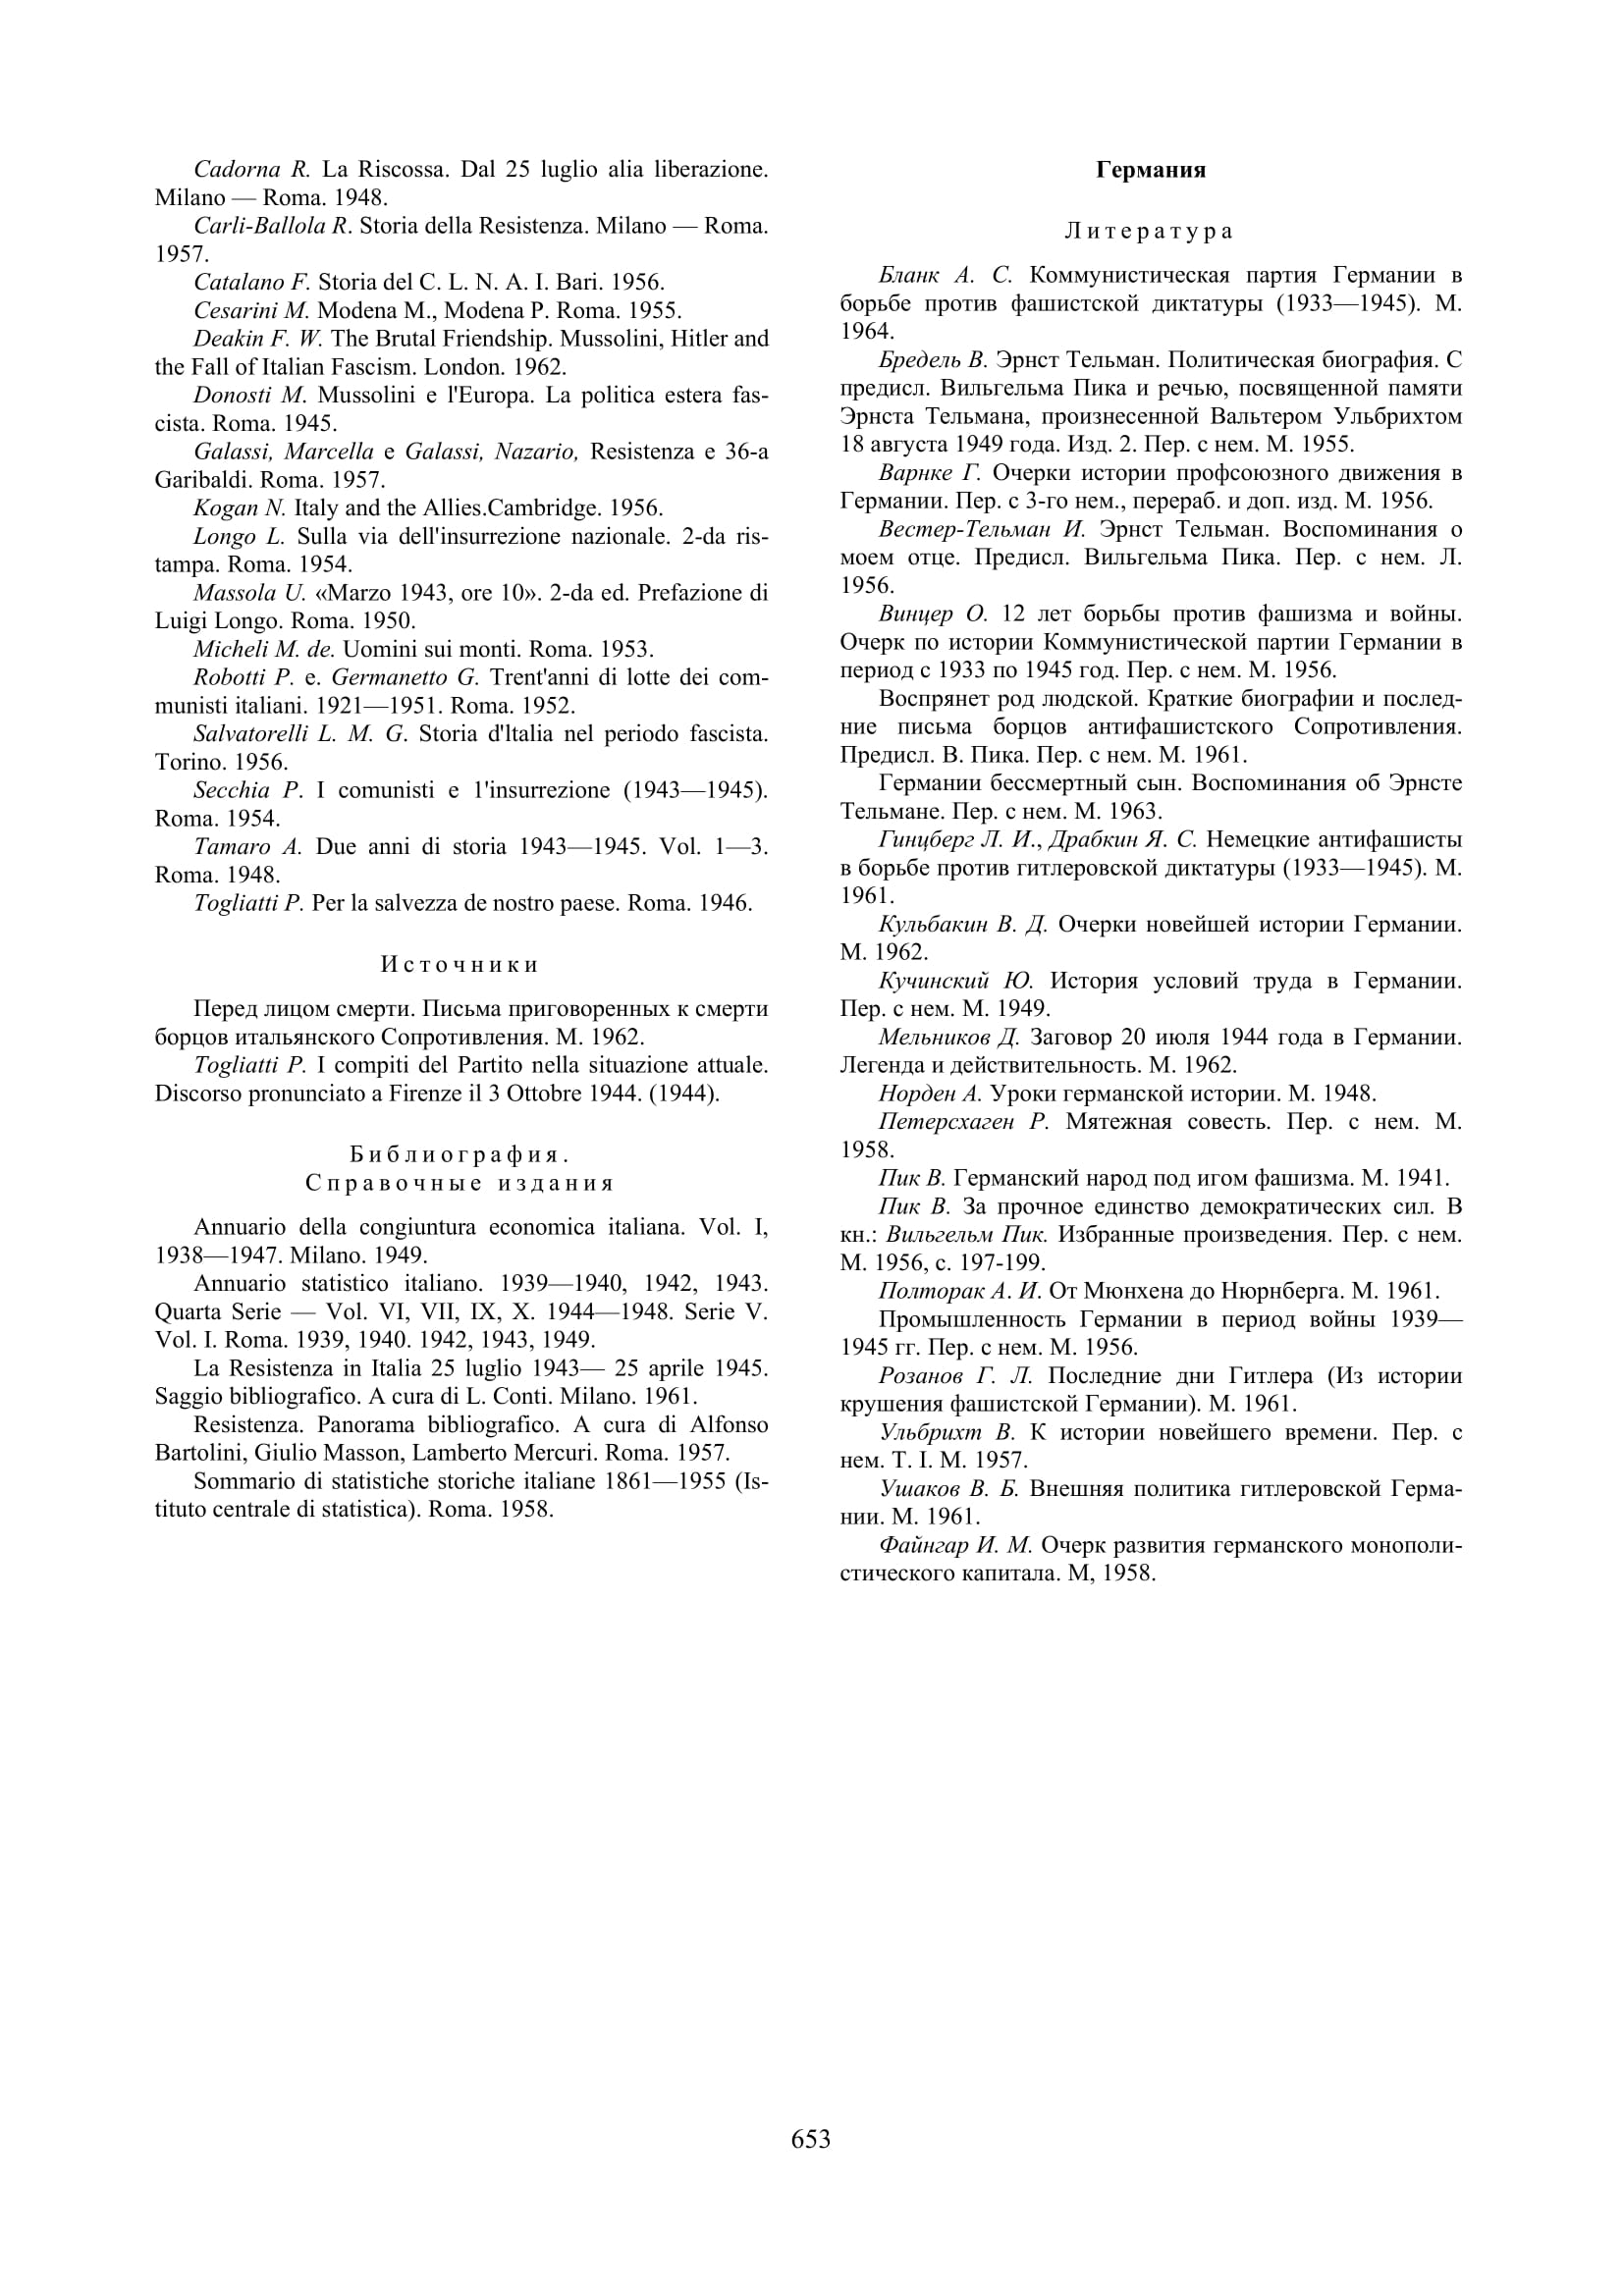 Cadorna R. La Riscossa. Dal 25 luglio alia liberazione.
Milano — Roma. 1948.
Carli-Ballola R. Storia della Resistenza. Milano — Roma.
1957.
Catalano F. Storia del C. L. N. A. I. Bari. 1956.
Cesarini M. Modena M., Modena P. Roma. 1955.
Deakin F. W. The Brutal Friendship. Mussolini, Hitler and
the Fall of Italian Fascism. London. 1962.
Donosti M. Mussolini e l'Europa. La politica estera fas-
cista. Roma. 1945.
Galassi, Marcella e Galassi, Nazario, Resistenza e 36-a
Garibaldi. Roma. 1957.
Kogan N. Italy and the Allies.Cambridge. 1956.
Longo L. Sulla via dell'insurrezione nazionale. 2-da ris-
tampa. Roma. 1954.
Massola U. «Marzo 1943, ore 10». 2-da ed. Prefazione di
Luigi Longo. Roma. 1950.
Micheli M. de. Uomini sui monti. Roma. 1953.
Robotti P. e. Germanetto G. Trent'anni di lotte dei com-
munisti italiani. 1921—1951. Roma. 1952.
Salvatorelli L. M. G. Storia d'ltalia nel periodo fascista.
Torino. 1956.
Secchia P. I comunisti e 1'insurrezione (1943—1945).
Roma. 1954.
Tamaro A. Due anni di storia 1943—1945. Vol. 1—3.
Roma. 1948.
Togliatti P. Per la salvezza de nostro paese. Roma. 1946.
Источники
Перед лицом смерти. Письма приговоренных к смерти
борцов итальянского Сопротивления. М. 1962.
Togliatti P. I compiti del Partito nella situazione attuale.
Discorso pronunciato a Firenze il 3 Ottobre 1944. (1944).
Библиография.
Справочные издания
Annuario della congiuntura economica italiana. Vol. I,
1938—1947. Milano. 1949.
Annuario statistico italiano. 1939—1940, 1942, 1943.
Quarta Serie — Vol. VI, VII, IX, X. 1944—1948. Serie V.
Vol. I. Roma. 1939, 1940. 1942, 1943, 1949.
La Resistenza in Italia 25 luglio 1943— 25 aprile 1945.
Saggio bibliografico. A cura di L. Conti. Milano. 1961.
Resistenza. Panorama bibliografico. A cura di Alfonso
Bartolini, Giulio Masson, Lamberto Mercuri. Roma. 1957.
Sommario di statistiche storiche italiane 1861—1955 (Is-
tituto centrale di statistica). Roma. 1958.
Германия
Литература
Бланк А. С. Коммунистическая партия Германии в
борьбе против фашистской диктатуры (1933—1945). М.
1964.
Бредель В. Эрнст Тельман. Политическая биография. С
предисл. Вильгельма Пика и речью, посвященной памяти
Эрнста Тельмана, произнесенной Вальтером Ульбрихтом
18 августа 1949 года. Изд. 2. Пер. с нем. М. 1955.
Варнке Г. Очерки истории профсоюзного движения в
Германии. Пер. с 3-го нем., перераб. и доп. изд. М. 1956.
Вестер-Тельман И. Эрнст Тельман. Воспоминания о
моем отце. Предисл. Вильгельма Пика. Пер. с нем. Л.
1956.
Винцер О. 12 лет борьбы против фашизма и войны.
Очерк по истории Коммунистической партии Германии в
период с 1933 по 1945 год. Пер. с нем. М. 1956.
Воспрянет род людской. Краткие биографии и послед-
ние письма борцов антифашистского Сопротивления.
Предисл. В. Пика. Пер. с нем. М. 1961.
Германии бессмертный сын. Воспоминания об Эрнсте
Тельмане. Пер. с нем. М. 1963.
Гинцберг Л. И., Драбкин Я. С. Немецкие антифашисты
в борьбе против гитлеровской диктатуры (1933—1945). М.
1961.
Кульбакин В. Д. Очерки новейшей истории Германии.
М. 1962.
Кучинский Ю. История условий труда в Германии.
Пер. с нем. М. 1949.
Мельников Д. Заговор 20 июля 1944 года в Германии.
Легенда и действительность. М. 1962.
Норден А. Уроки германской истории. М. 1948.
Петерсхаген Р. Мятежная совесть. Пер. с нем. М.
1958.
Пик В. Германский народ под игом фашизма. М. 1941.
Пик В. За прочное единство демократических сил. В
кн.: Вильгельм Пик. Избранные произведения. Пер. с нем.
М. 1956, с. 197-199.
Полторак А. И. От Мюнхена до Нюрнберга. М. 1961.
Промышленность Германии в период войны 1939—
1945 гг. Пер. с нем. М. 1956.
Розанов Г. Л. Последние дни Гитлера (Из истории
крушения фашистской Германии). М. 1961.
Ульбрихт В. К истории новейшего времени. Пер. с
нем. Т. I. М. 1957.
Ушаков В. Б. Внешняя политика гитлеровской Герма-
нии. М. 1961.
Файнгар И. М. Очерк развития германского монополи-
стического капитала. М, 1958.
653